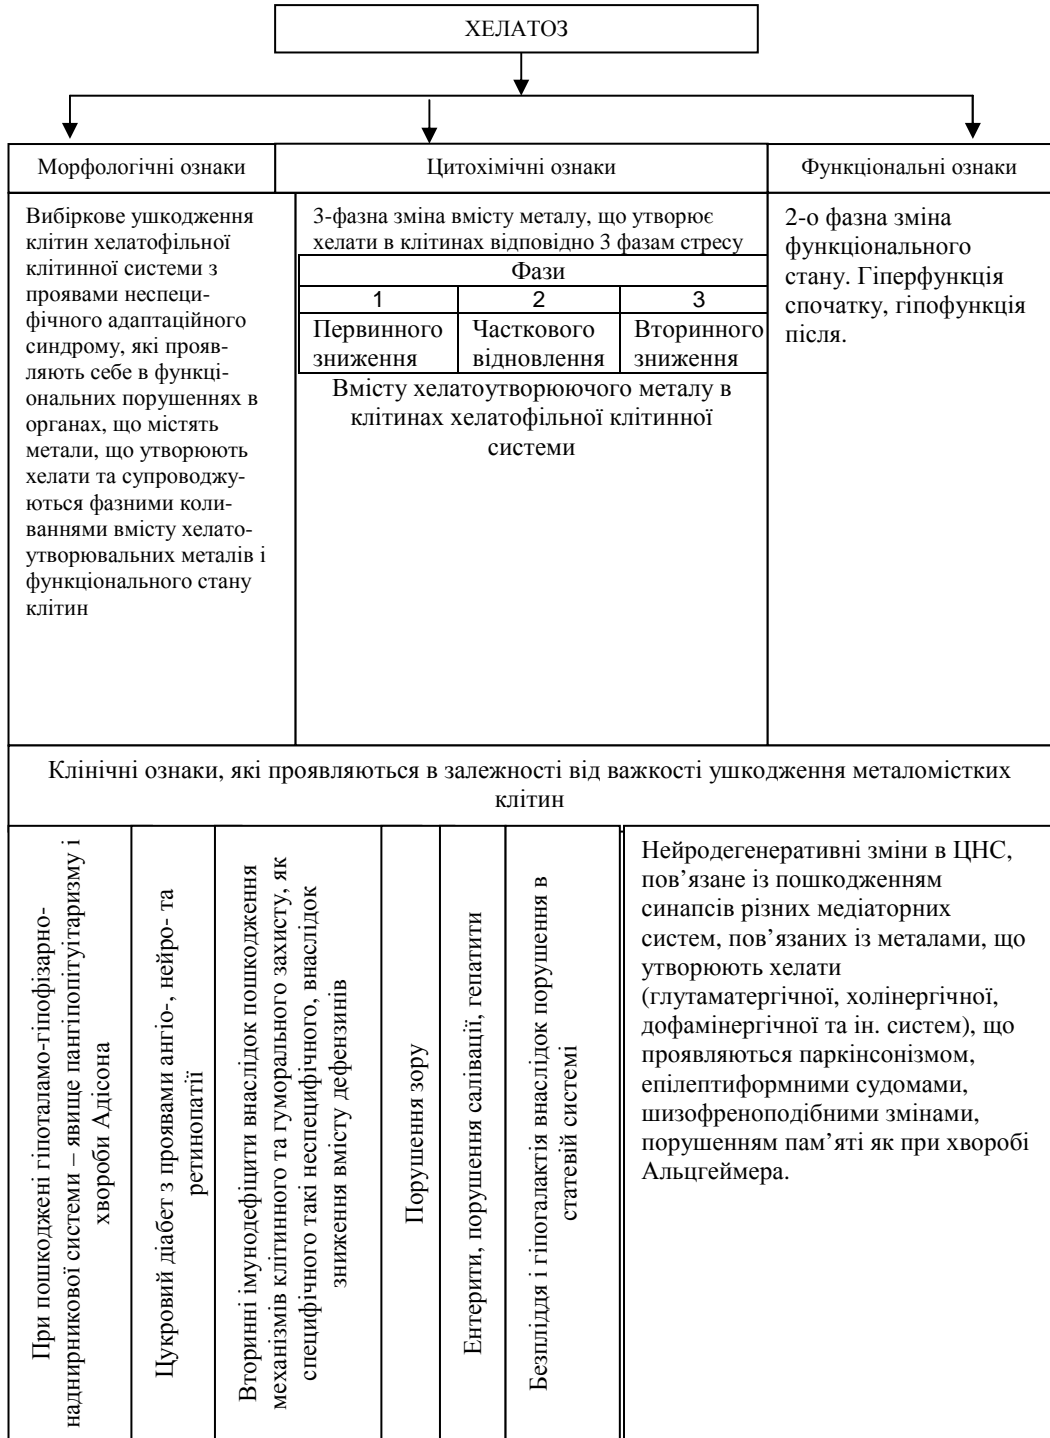 ХЕЛАТОЗ
Морфологічні ознаки
Цитохімічні ознаки
Функціональні ознаки
Вибіркове ушкодження
клітин хелатофільної
клітинної системи з
проявами неспеци-
фічного адаптаційного
синдрому, які прояв-
ляють себе в функці-
ональних порушеннях в
органах, що містять
метали, що утворюють
хелати та супроводжу-
ються фазними коли-
ваннями вмісту хелато-
утворювальних металів і
функціонального стану
клітин
3-фазна зміна вмісту металу, що утворює
хелати в клітинах відповідно 3 фазам стресу
Фази
1
2
3
Первинного
зниження
Часткового
відновлення
Вторинного
зниження
Вмісту хелатоутворюючого металу в
клітинах хелатофільної клітинної
системи
2-о фазна зміна
функціонального
стану. Гіперфункція
спочатку, гіпофункція
після.
Клінічні ознаки, які проявляються в залежності від важкості ушкодження металомістких
клітин
При пошкоджені гіпоталамо-гіпофізарно-
наднирникової системи – явище пангіпопітуітаризму і
хвороби Адісона
Цукровий діабет з проявами ангіо-, нейро- та
ретинопатії
Вторинні імунодефіцити внаслідок пошкодження
механізмів клітинного та гуморального захисту, як
специфічного такі неспецифічного, внаслідок
зниження вмісту дефензинів
Порушення зору
Ентерити, порушення салівації, гепатити
Безпліддя і гіпогалактія внаслідок порушення в
статевій системі
Нейродегенеративні зміни в ЦНС,
пов’язане із пошкодженням
синапсів різних медіаторних
систем, пов’язаних із металами, що
утворюють хелати
(глутаматергічної, холінергічної,
дофамінергічної та ін. систем), що
проявляються паркінсонізмом,
епілептиформними судомами,
шизофреноподібними змінами,
порушенням пам’яті як при хворобі
Альцгеймера.